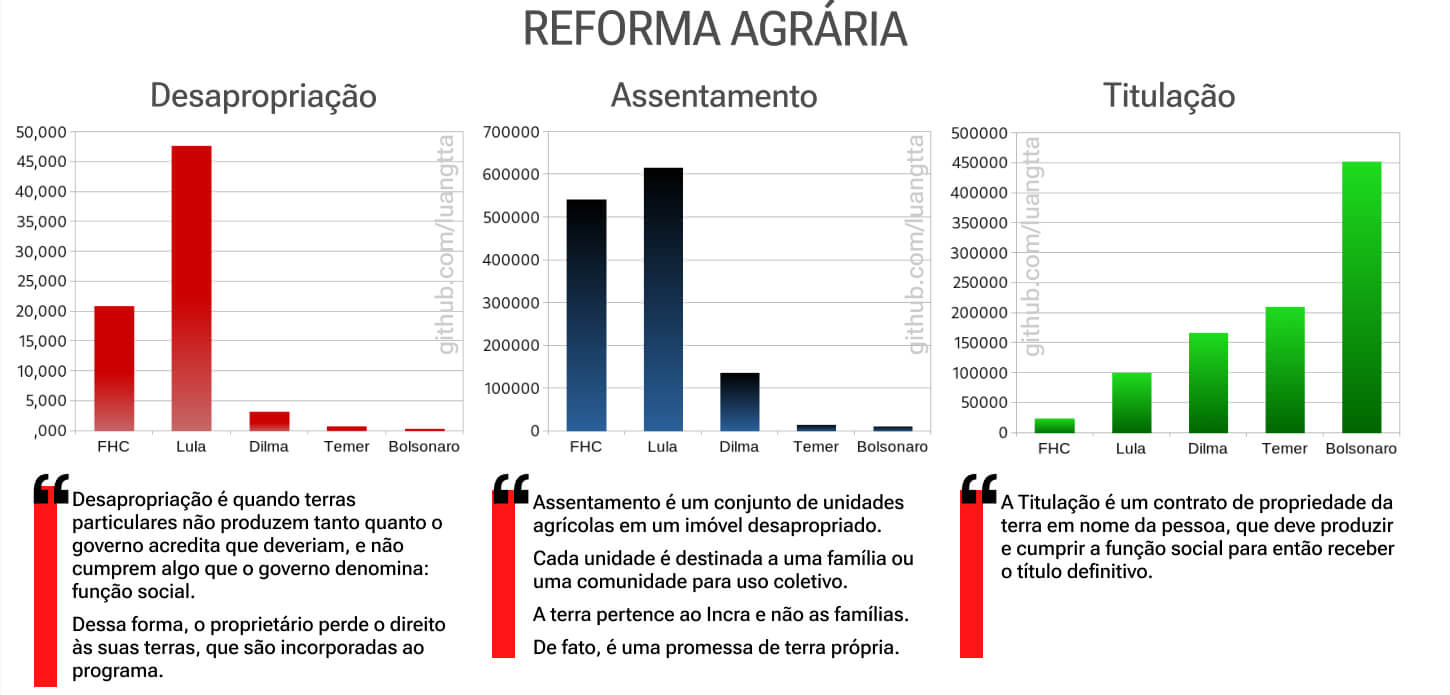 REFORMA AGRÁRIA
Desapropriação
50,000
45,000
40,000
35,000
30,000
25,000
20,000
15,000
10,000
5,000
,000
FHC Lula Dilma Temer Bolsonaro
github.com/luangtta
Assentamento
700000
600000
500000
400000
300000
200000
100000
0
FHC Lula Dilma Temer Bolsonaro
github.com/luangtta
Titulação
500000
450000
400000
350000
300000
250000
200000
150000
100000
50000
0
FHC Lula Dilma Temer Bolsonaro
github.com/luangtta
“
Desapropriação é quando terras
particulares não produzem tanto quanto o
governo acredita que deveriam, e não
cumprem algo que o governo denomina:
função social.
Dessa forma, o proprietário perde o direito
às suas terras, que são incorporadas ao
programa.
“
Assentamento é um conjunto de unidades
agrícolas em um imóvel desapropriado.
Cada unidade é destinada a uma família ou
uma comunidade para uso coletivo.
A terra pertence ao Incra e não as famílias.
De fato, é uma promessa de terra própria.
“
A Titulação é um contrato de propriedade da
terra em nome da pessoa, que deve produzir
e cumprir a função social para então receber
o título definitivo.